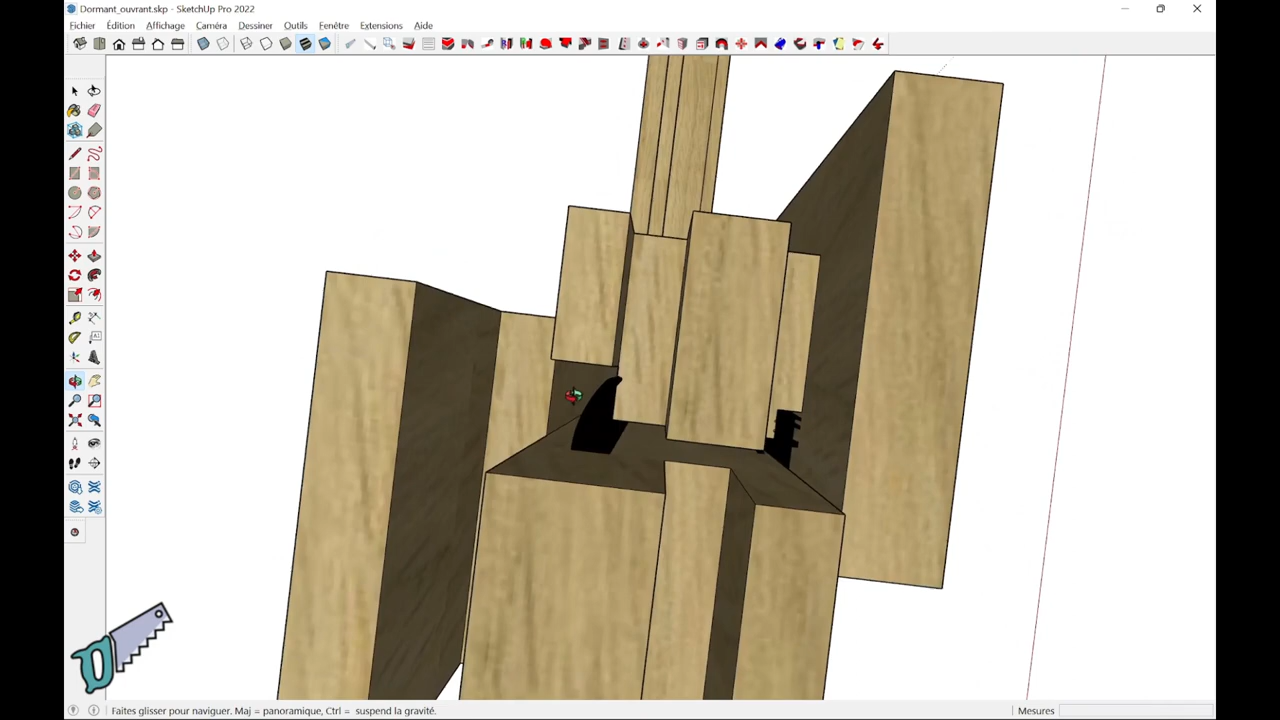 Dormant_ouvrant.skp - SketchUp Pro 2022
Fichier Édition Affichage Caméra Dessiner Outils Fenêtre Extensions Aide
Faites glisser pour naviguer. Maj = panoramique, Ctrl = suspend la gravité.
Mesures